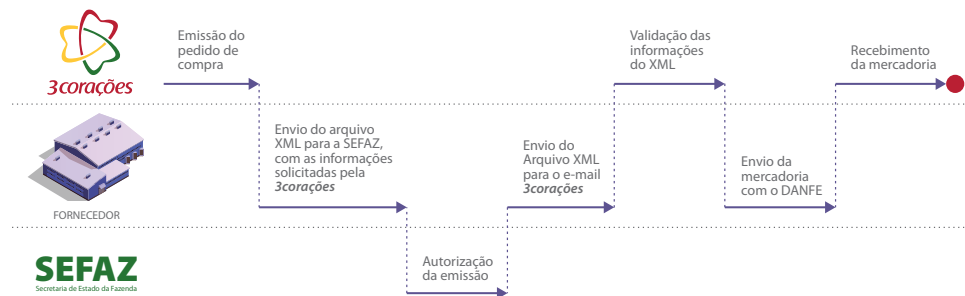 3corações
Emissão do
pedido de
compra
Validação das
informações
do XML
Recebimento
da mercadoria
FORNECEDOR
Envio do arquivo
XML para a SEFAZ,
com as informações
solicitadas pela
3corações
Envio do
Arquivo XML
para o e-mail
3corações
Envio da
mercadoria
com o DANFE
SEFAZ
Secretaria de Estado da Fazenda
Autorização
da emissão